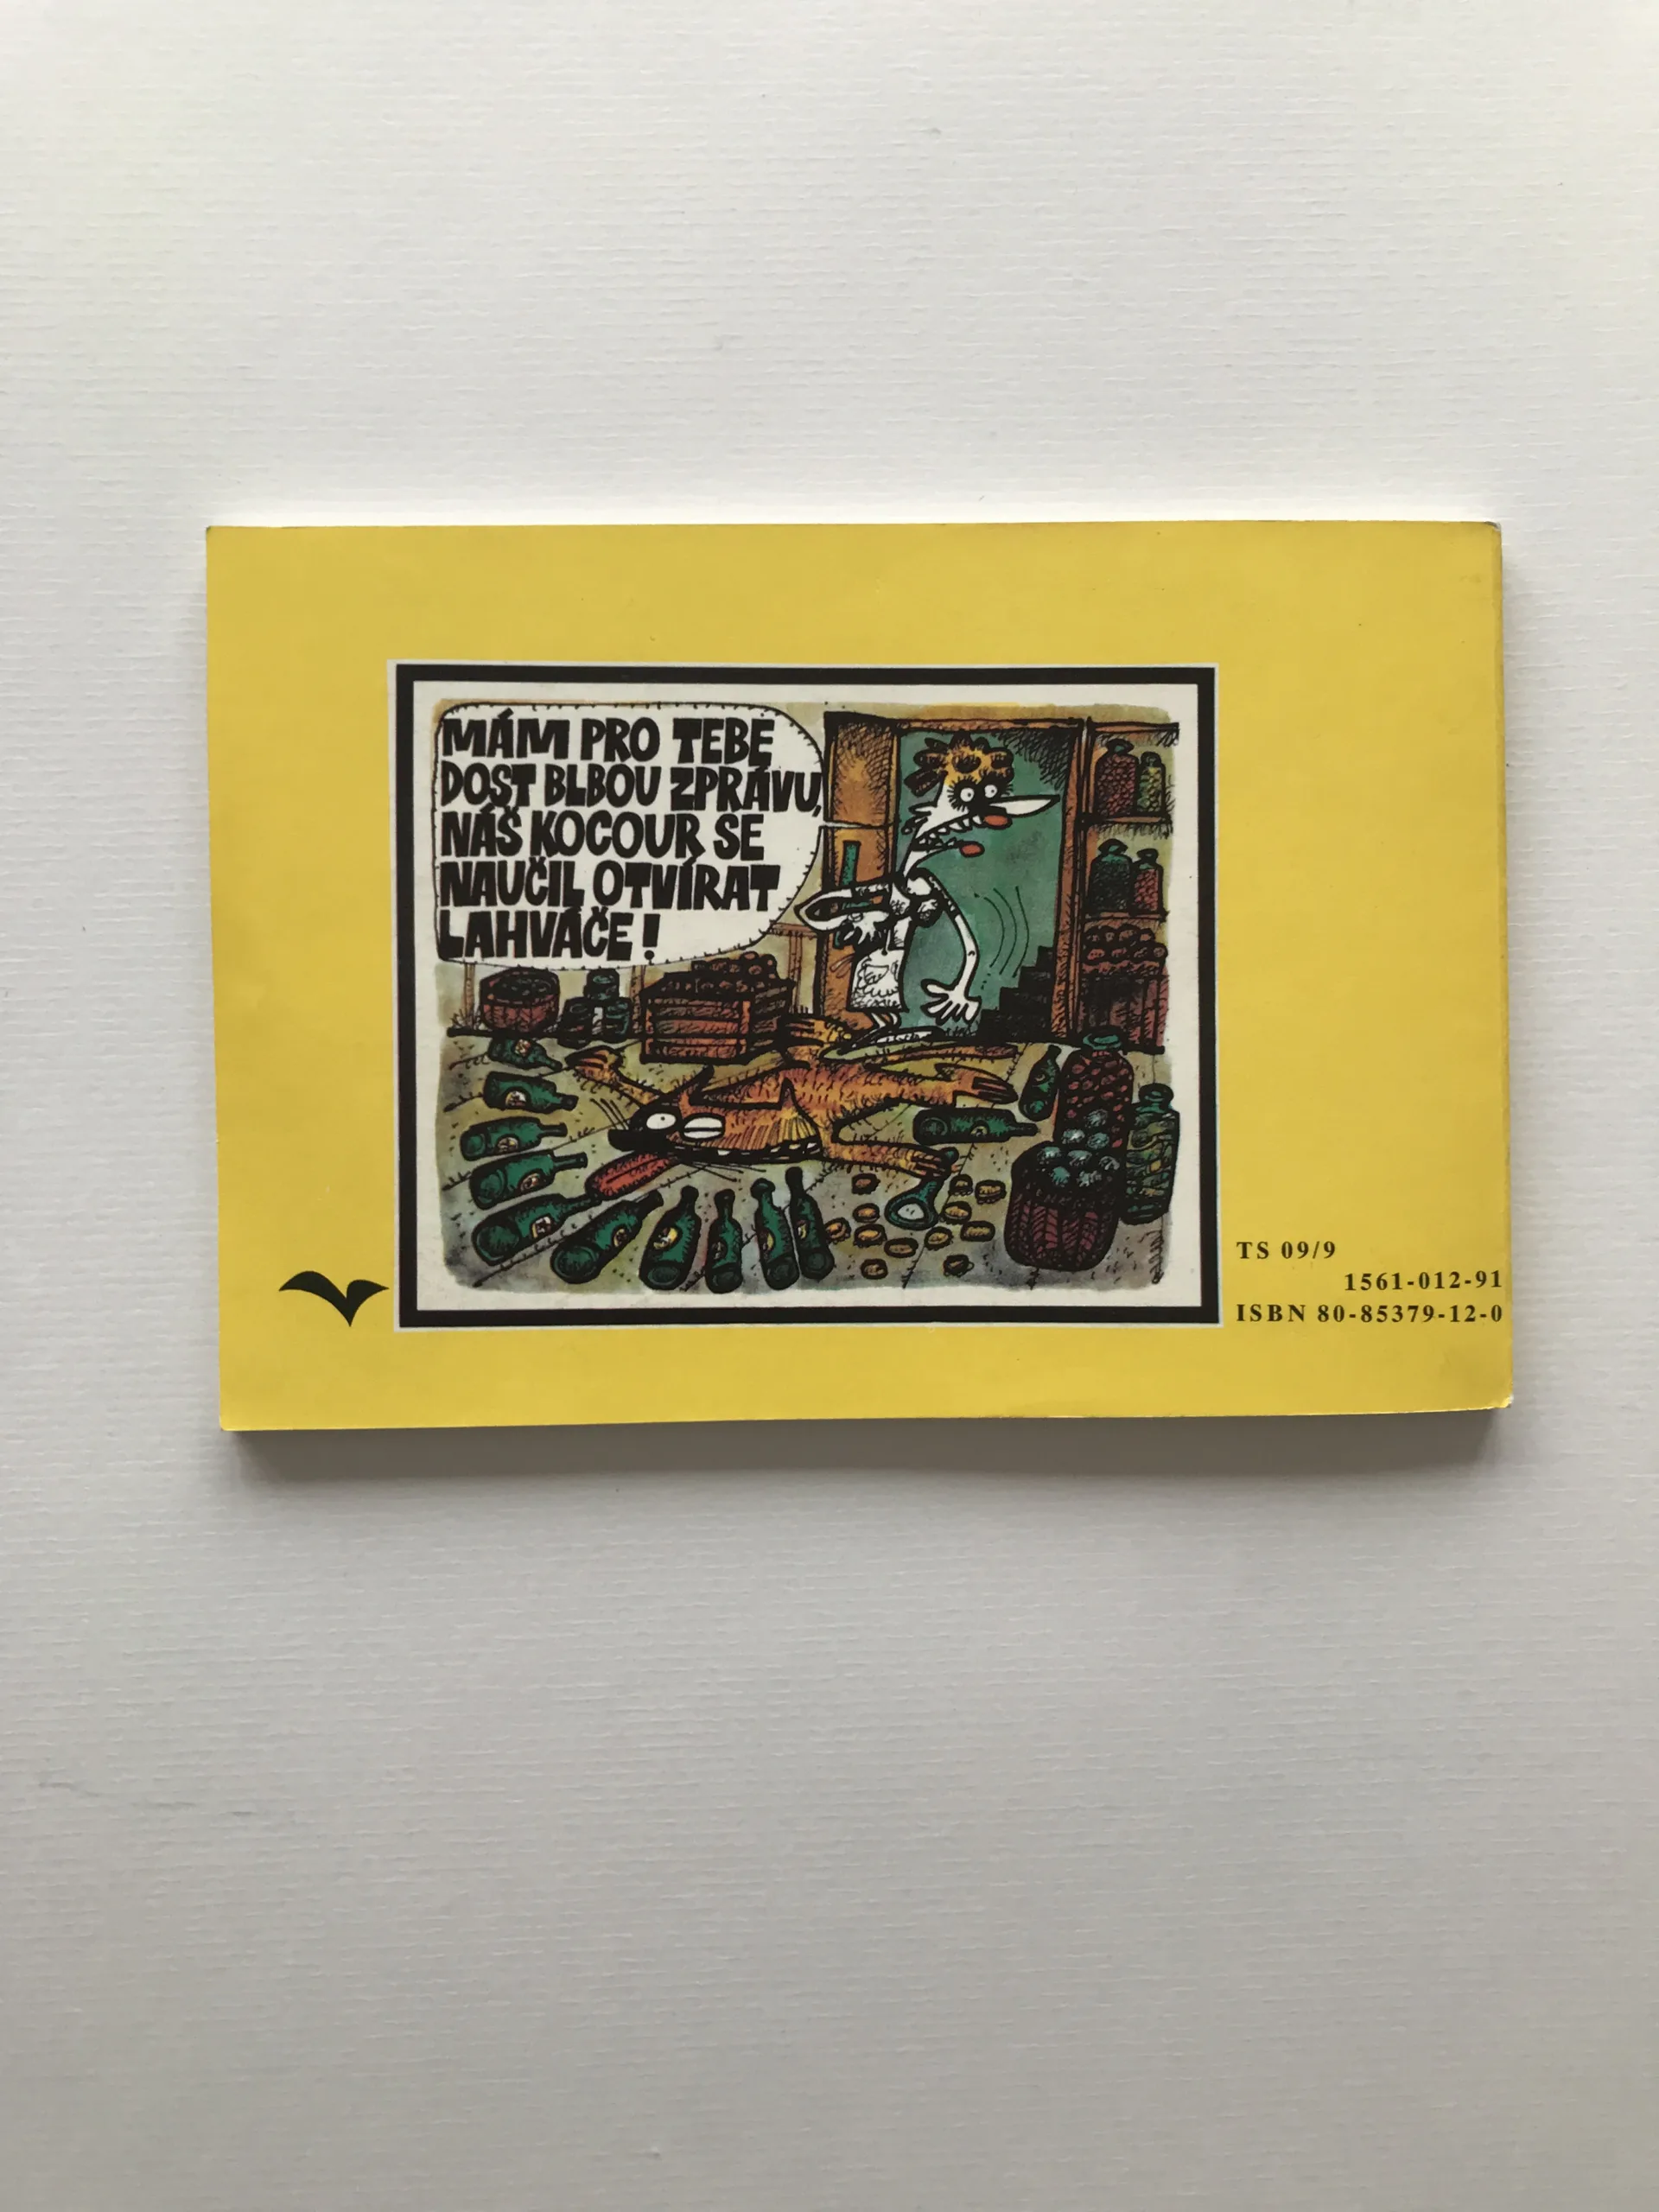 MÁM PRO TEBE
DOST BLBOU ZPRÁVU,
NÁŠ KOCOUR SE
NAUČIL OTVÍRAT
LAHVÁČE!
TS 09/9
1561-012-91
ISBN 80-85379-12-0